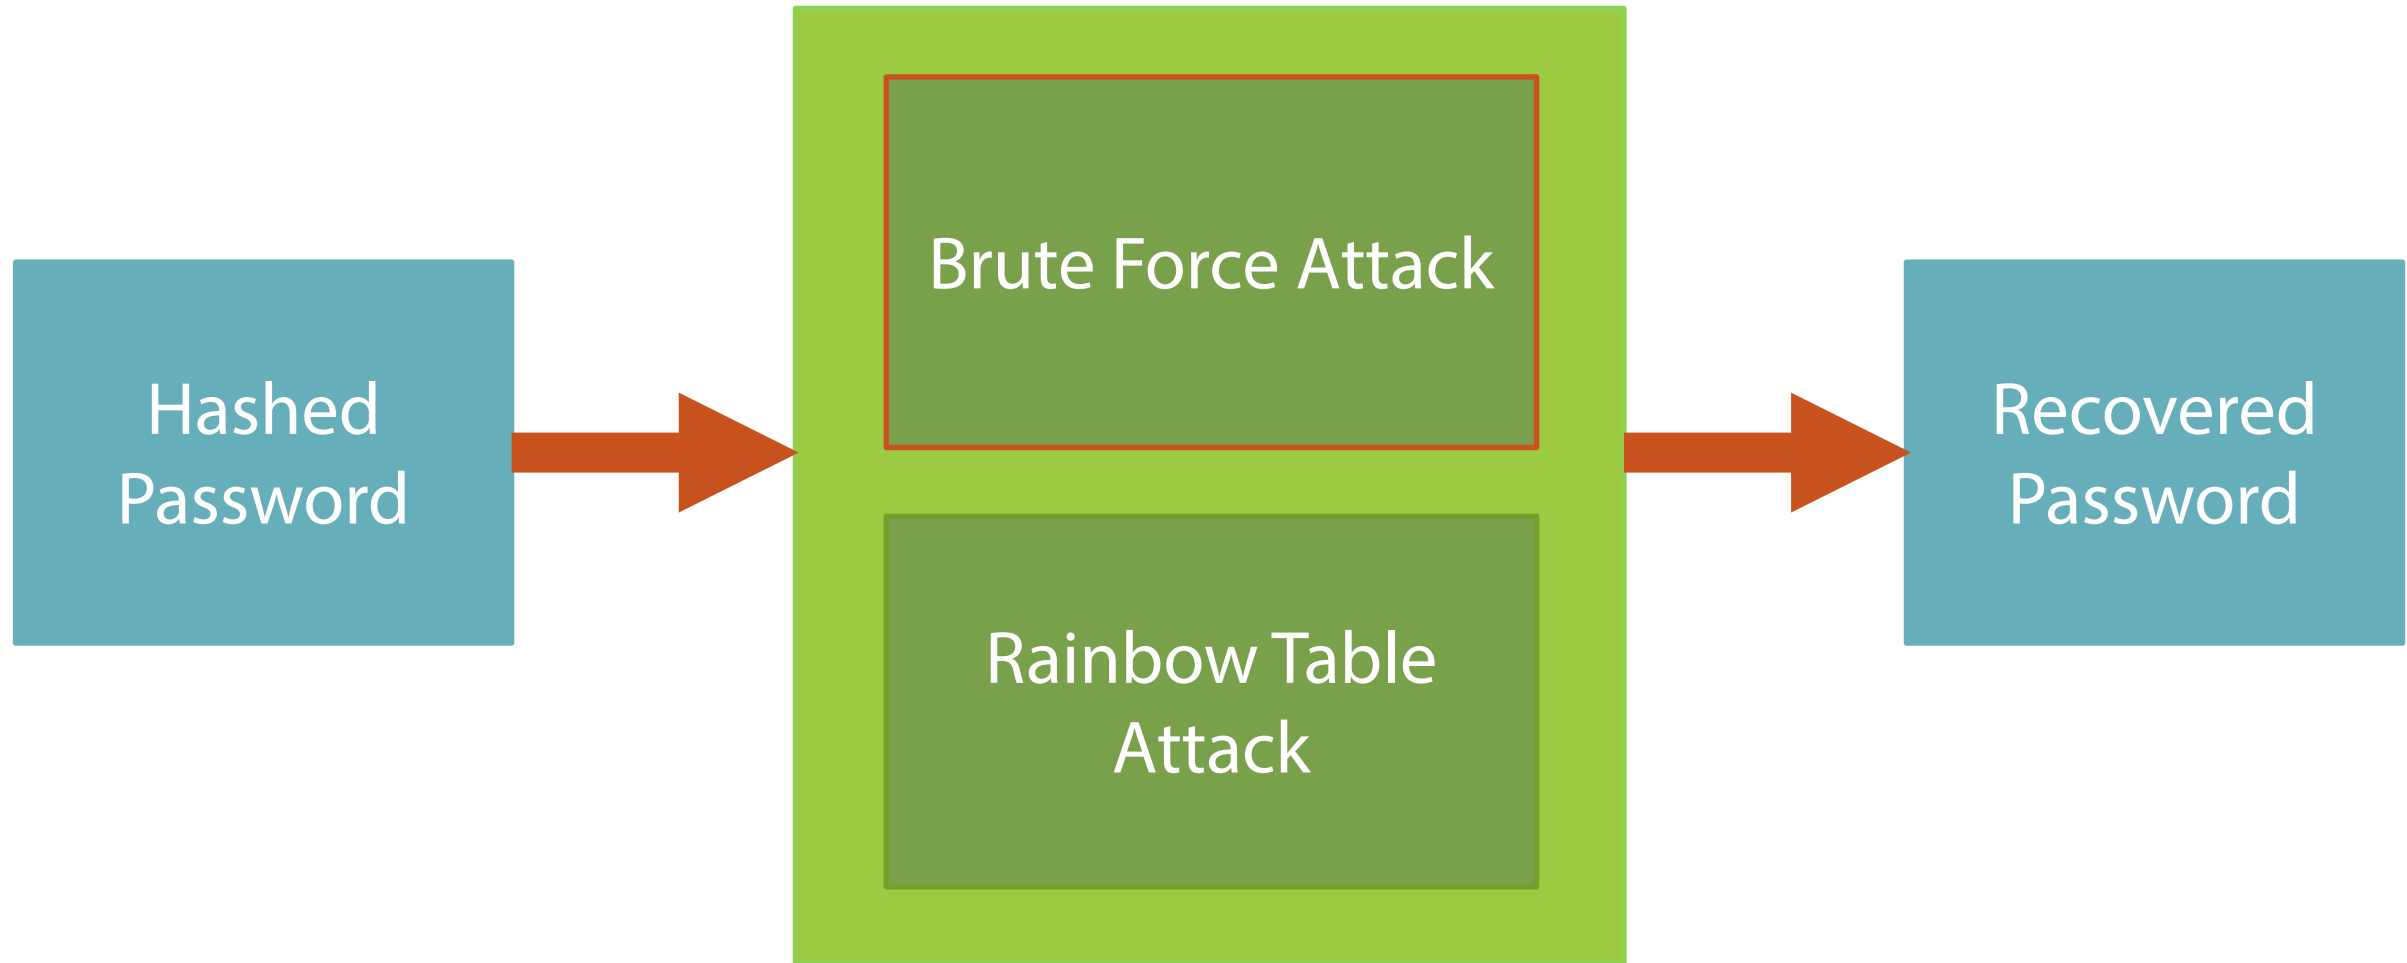 Hashed
Password
Brute Force Attack
Rainbow Table
Attack
Recovered
Password